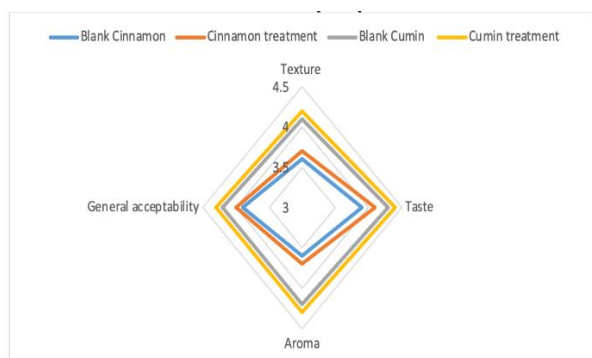 Blank Cinnamon Cinnamon treatment Blank Cumin Cumin treatment
Texture
4.5
4
3.5
General acceptability 3 Taste
Aroma